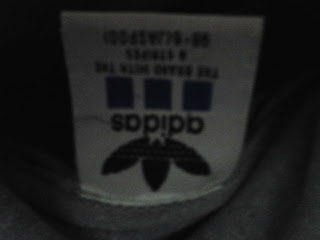 adidas
THE BRAND WITH THE
3 STRIPES